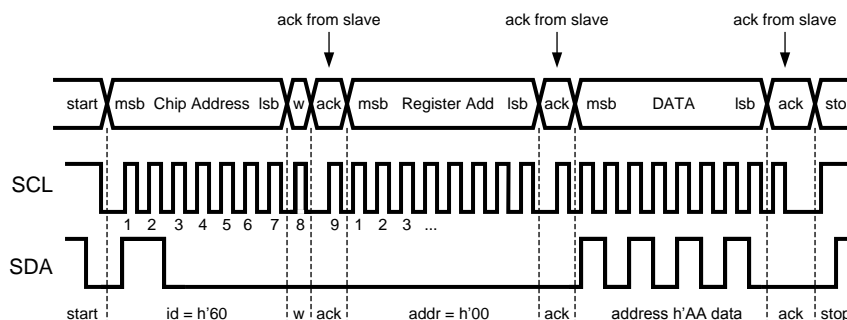 ack from slave ack from slave ack from slave
start msb Chip Address lsb w ack msb Register Add lsb ack msb DATA lsb ack stop
SCL
1 2 3 4 5 6 7 8 9 1 2 3 ...
SDA
start id = h'60 w ack addr = h'00 ack address h'AA data ack stop